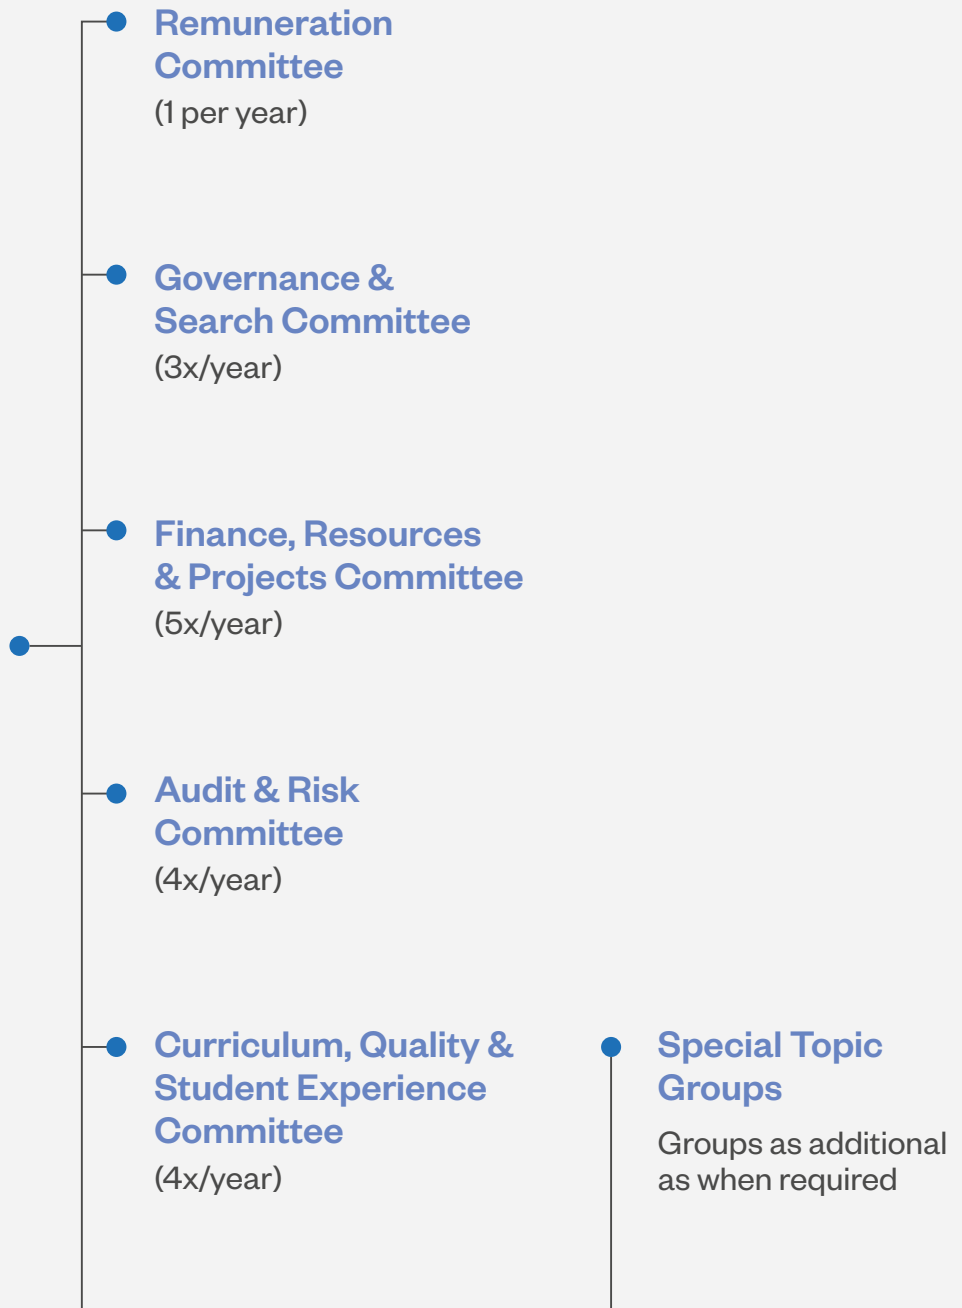 Remuneration
Committee
(1 per year)
Governance &
Search Committee
(3x/year)
Finance, Resources
& Projects Committee
(5x/year)
Audit & Risk
Committee
(4x/year)
Curriculum, Quality &
Student Experience
Committee
(4x/year)
Special Topic
Groups
Groups as additional
as when required